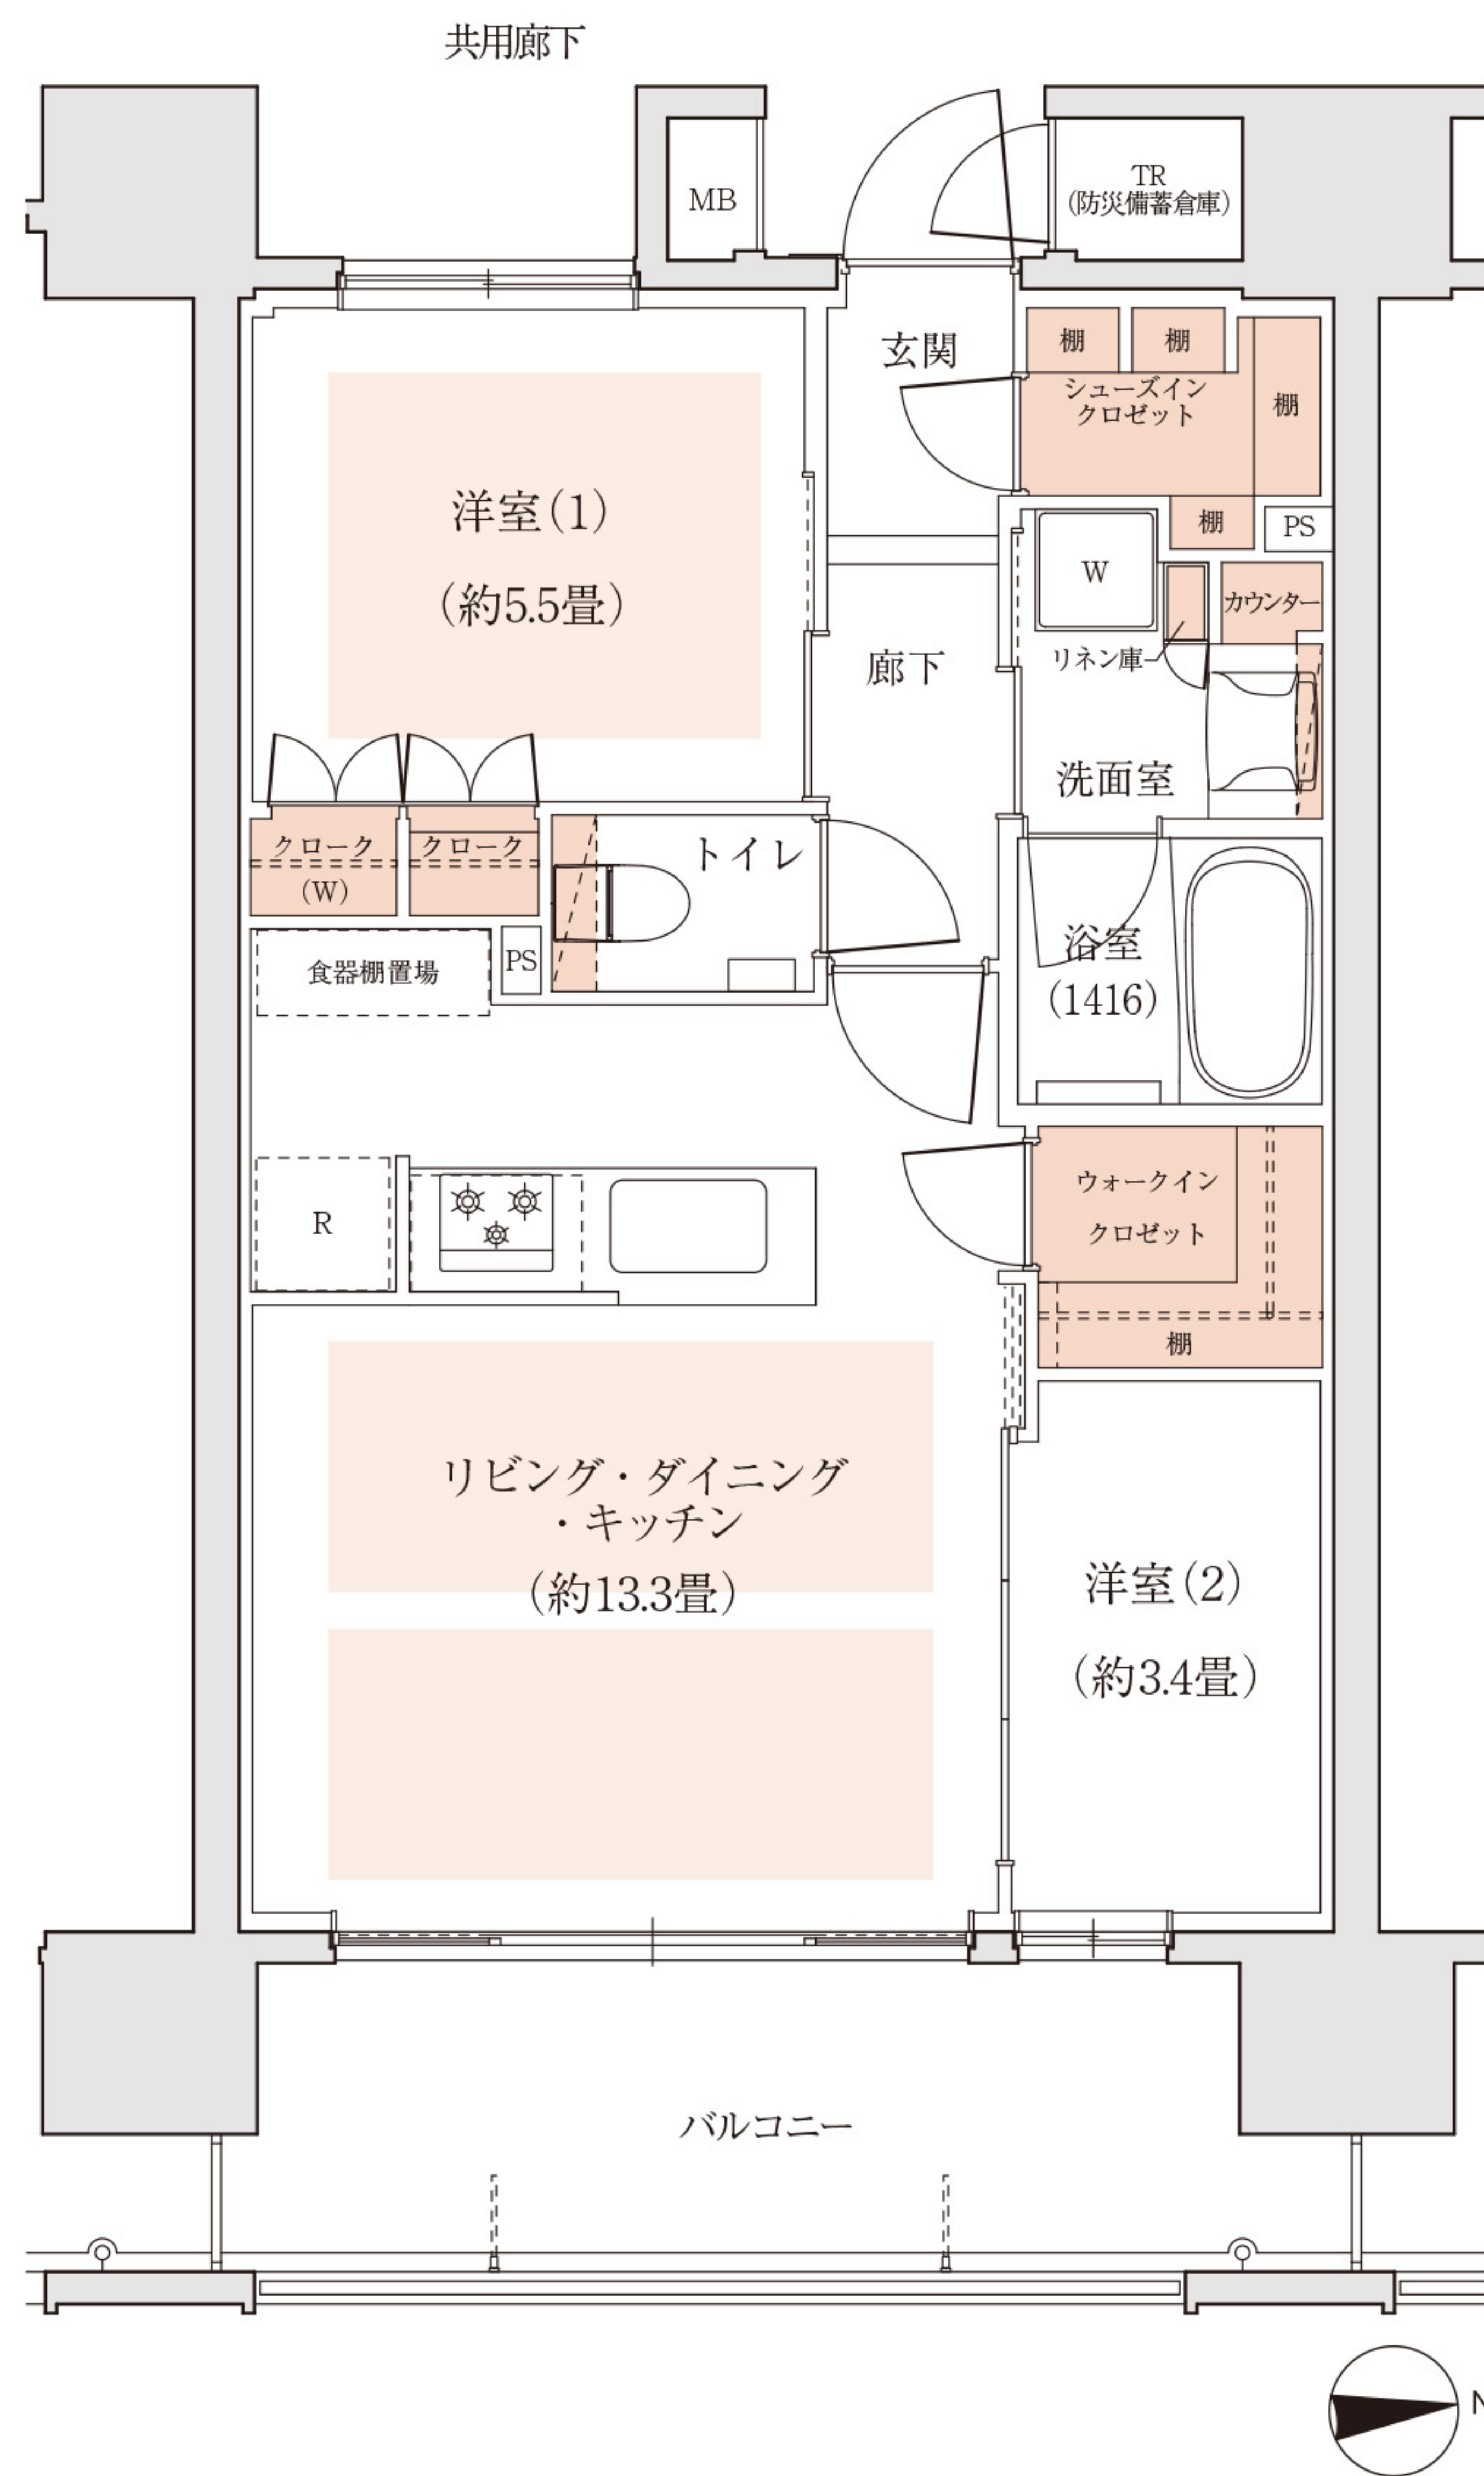 共用廊下
MB
TR
(防災備蓄倉庫)
玄関
棚
棚
シューズイン
クロゼット
棚
棚
PS
洋室(1)
(約5.5畳)
W
カウンター
リネン庫
廊下
洗面室
クローク
(W)
クローク
トイレ
PS
食器棚置場
浴室
(1416)
R
ウォークイン
クロゼット
棚
リビング・ダイニング
・キッチン
(約13.3畳)
洋室(2)
(約3.4畳)
バルコニー
N